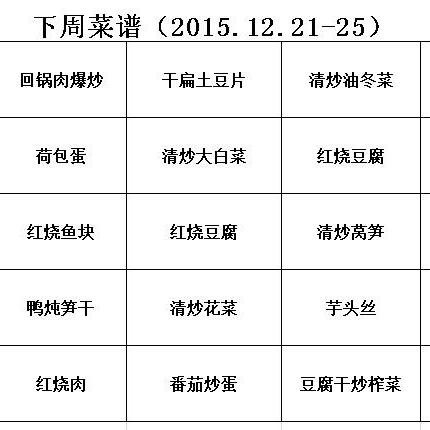 下周菜谱（2015.12.21-25）
回锅肉爆炒 干扁土豆片 清炒油冬菜
荷包蛋 清炒大白菜 红烧豆腐
红烧鱼块 红烧豆腐 清炒莴笋
鸭炖笋干 清炒花菜 芋头丝
红烧肉 番茄炒蛋 豆腐干炒榨菜